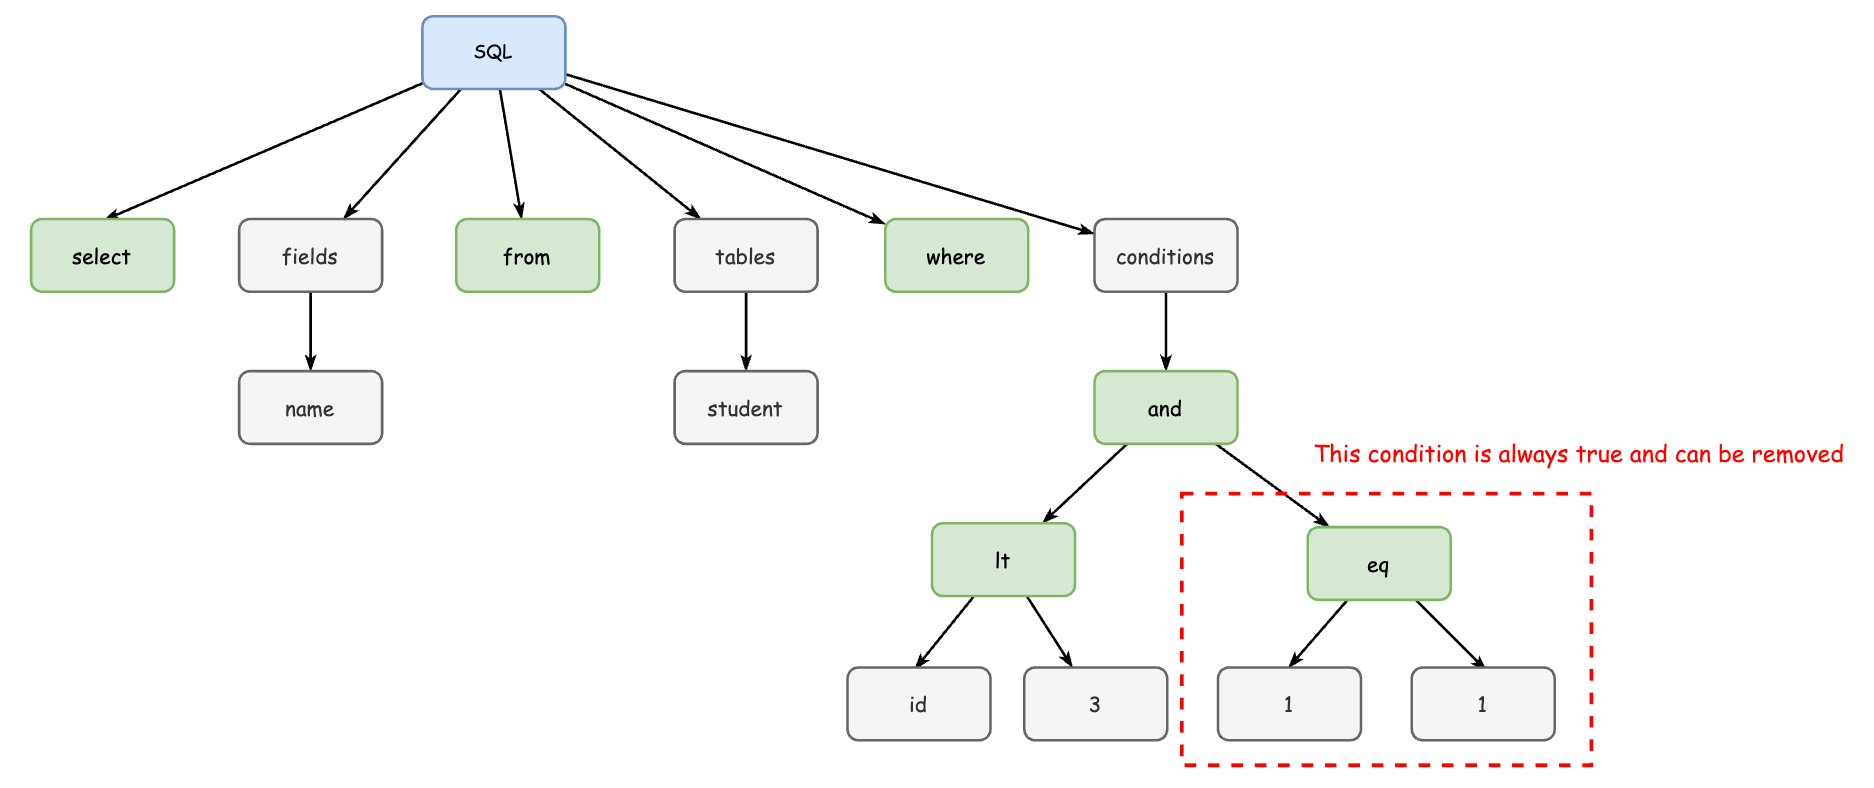 SQL
select
fields
from
tables
where
conditions
name
student
and
This condition is always true and can be removed
lt
eq
id
3
1
1